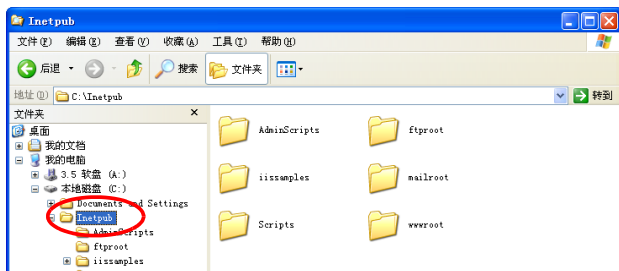 Inetpub
文件(F) 编辑(E) 查看(V) 收藏(A) 工具(T) 帮助(H)
后退 搜索 文件夹
地址(D) C:\Inetpub 转到
文件夹
桌面
我的文档
我的电脑
3.5 软盘 (A:)
本地磁盘 (C:)
Documents and Settings
Inetpub
AdminScripts
ftproot
iissamples
AdminScripts ftproot
iissamples mailroot
Scripts wwwroot